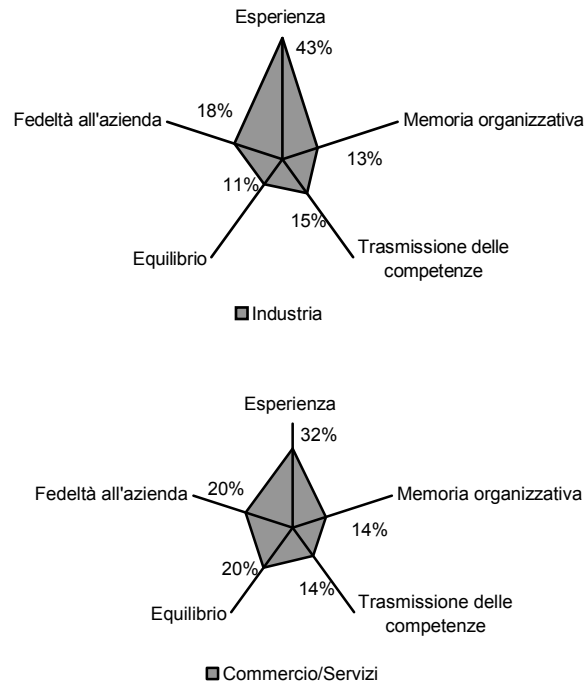 Esperienza
43%
18%
Fedeltà all'azienda
Memoria organizzativa
13%
11%
15%
Equilibrio
Trasmissione delle
competenze
Industria
Esperienza
32%
20%
Fedeltà all'azienda
Memoria organizzativa
14%
20%
14%
Equilibrio
Trasmissione delle
competenze
Commercio/Servizi